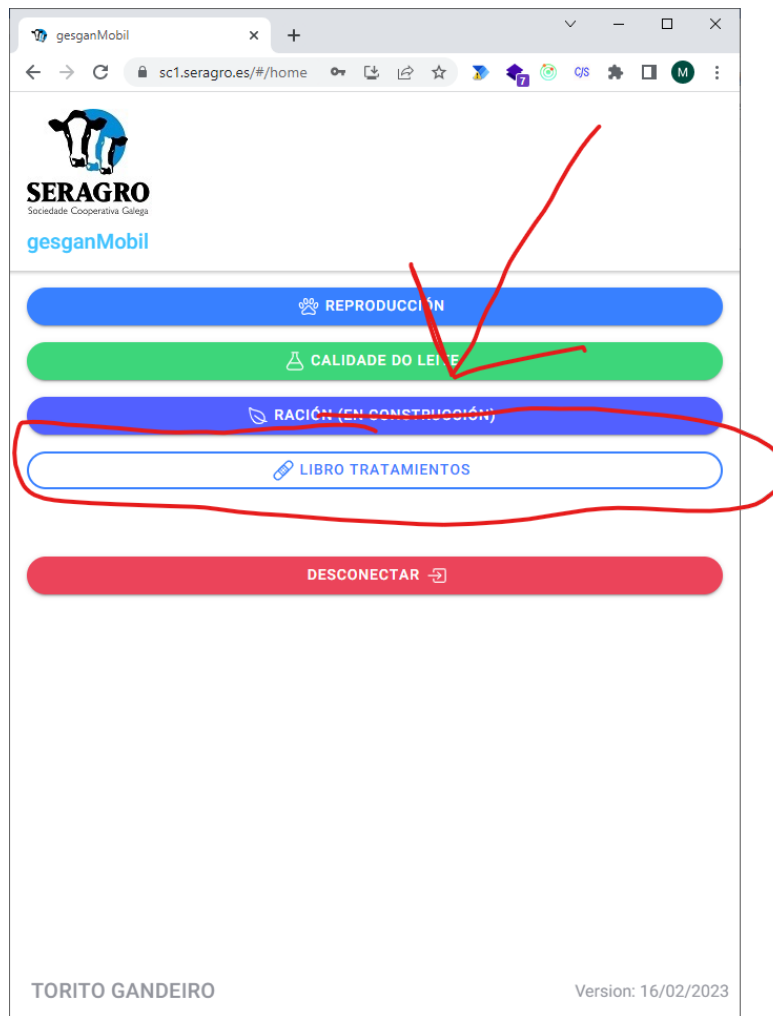 gesganMobil
sc1.seragro.es/#/home
7
C/S
M
SERAGRO
Sociedade Cooperativa Galega
gesganMobil
REPRODUCCIÓN
CALIDADE DO LEITE
RACIÓN (EN CONSTRUCCIÓN)
LIBRO TRATAMIENTOS
DESCONECTAR
TORITO GANDEIRO
Version: 16/02/2023